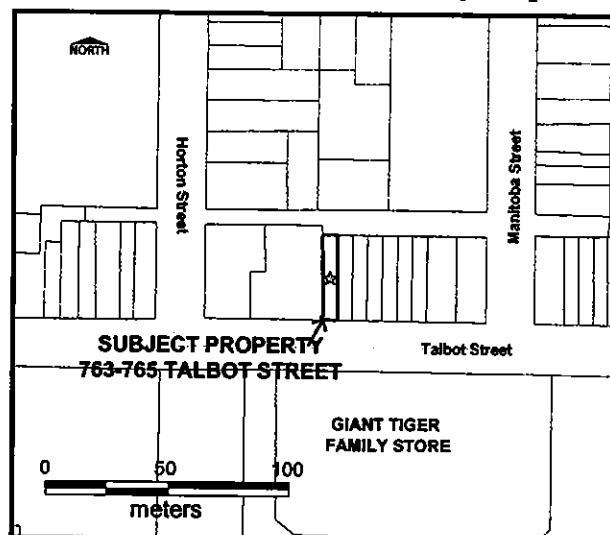 NORTH
Horton Street
Manitoba Street
SUBJECT PROPERTY
763-765 TALBOT STREET
Talbot Street
GIANT TIGER
FAMILY STORE
0 50 100
meters